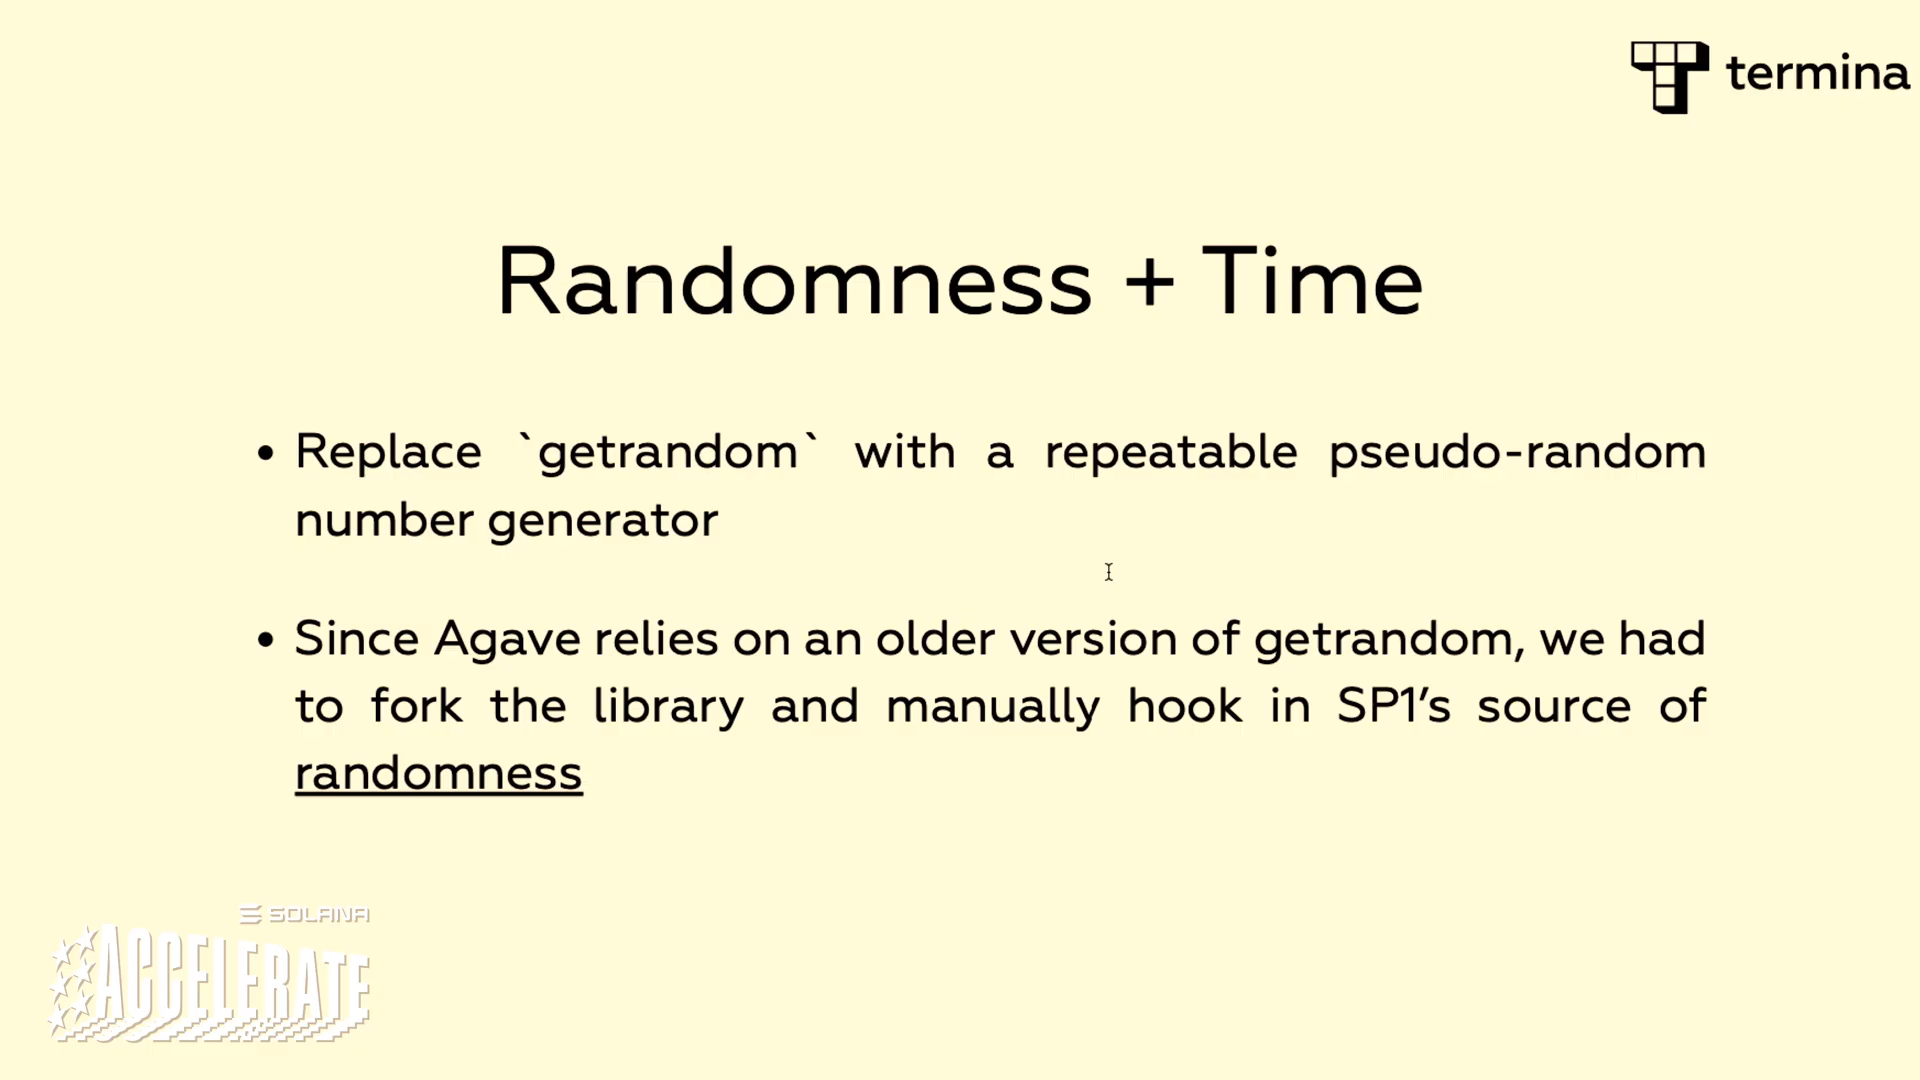 termina
Randomness + Time
• Replace `getrandom` with a repeatable pseudo-random
number generator
• Since Agave relies on an older version of getrandom, we had
to fork the library and manually hook in SP1’s source of
randomness
SOLANA
ACCELERATE